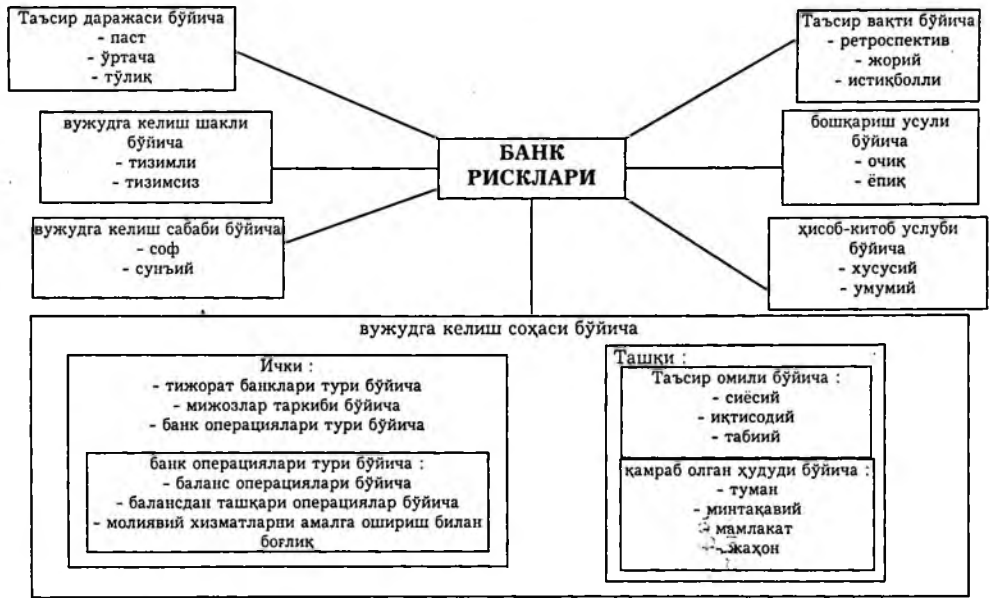 Таъсир даражаси бўйича
- паст
- ўртача
- тўлиқ
вужудга келиш шакли
бўйича
- тизимли
- тизимсиз
вужудга келиш сабаби бўйича
- соф
- сунъий
БАНК
РИСКЛАРИ
Таъсир вақти бўйича
- ретроспектив
- жорий
- истиқболли
бошқариш усули
бўйича
- очиқ
- ёпиқ
ҳисоб-китоб услуби
бўйича
- хусусий
- умумий
вужудга келиш соҳаси бўйича
Ички :
- тижорат банклари тури бўйича
- мижозлар таркиби бўйича
- банк операциялари тури бўйича
банк операциялари тури бўйича :
- баланс операциялари бўйича
- балансдан ташқари операциялар бўйича
- молиявий хизматларни амалга ошириш билан
боғлиқ
Ташқи :
Таъсир омили бўйича :
- сиёсий
- иқтисодий
- табиий
қамраб олган ҳудуди бўйича :
- туман
- минтақавий
- мамлакат
- жаҳон